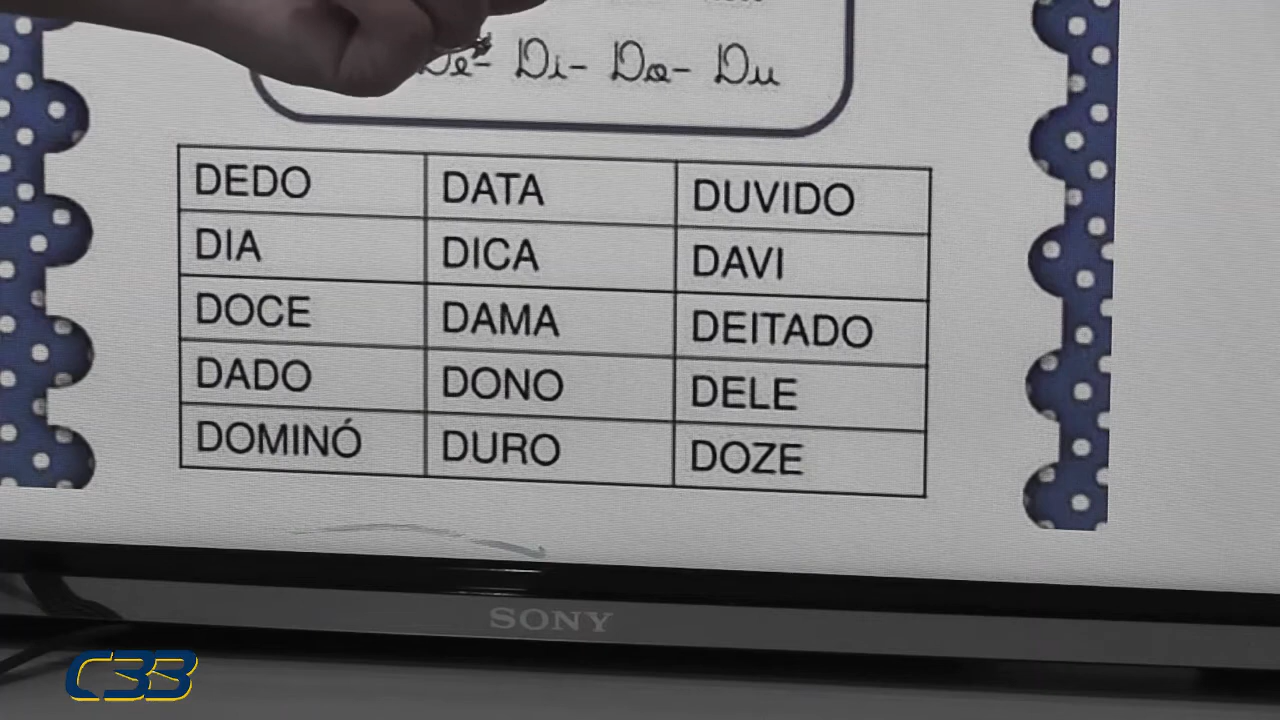 De- Di- Do- Du
DEDO DATA DUVIDO
DIA DICA DAVI
DOCE DAMA DEITADO
DADO DONO DELE
DOMINÓ DURO DOZE
SONY
C33